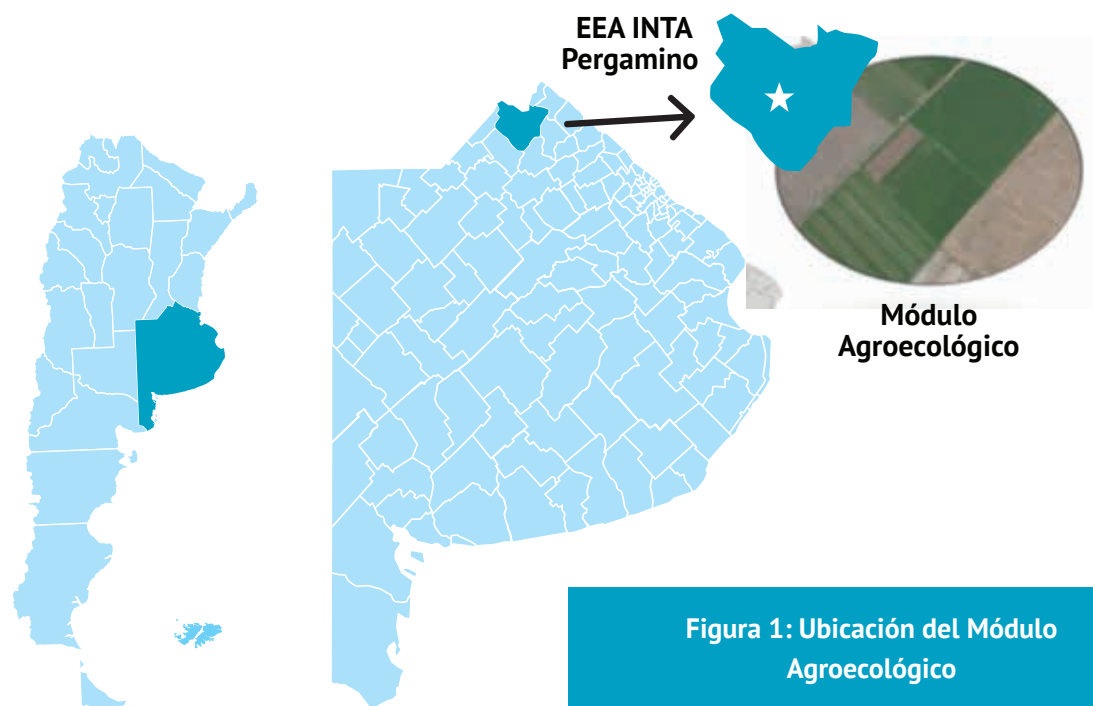 EEA INTA
Pergamino
Módulo
Agroecológico
Figura 1: Ubicación del Módulo
Agroecológico